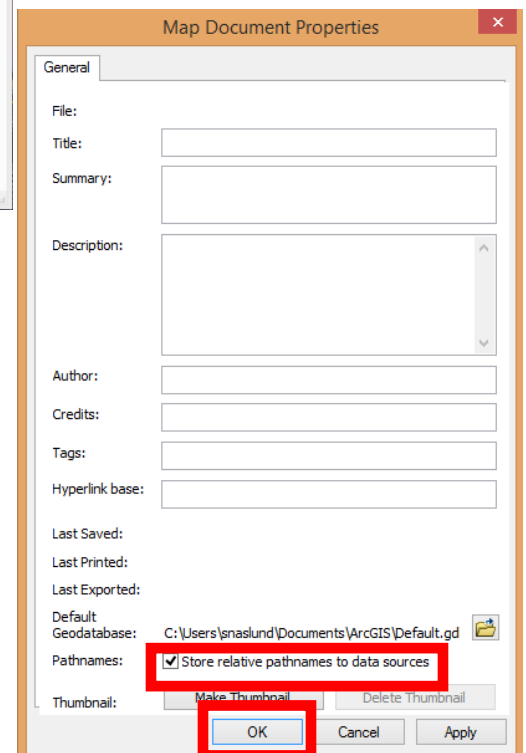 Map Document Properties
General
File:
Title:
Summary:
Description:
Author:
Credits:
Tags:
Hyperlink base:
Last Saved:
Last Printed:
Last Exported:
Default
Geodatabase: C:\Users\snaslund\Documents\ArcGIS\Default.gd
Pathnames: Store relative pathnames to data sources
Thumbnail: Make Thumbnail Delete Thumbnail
OK Cancel Apply